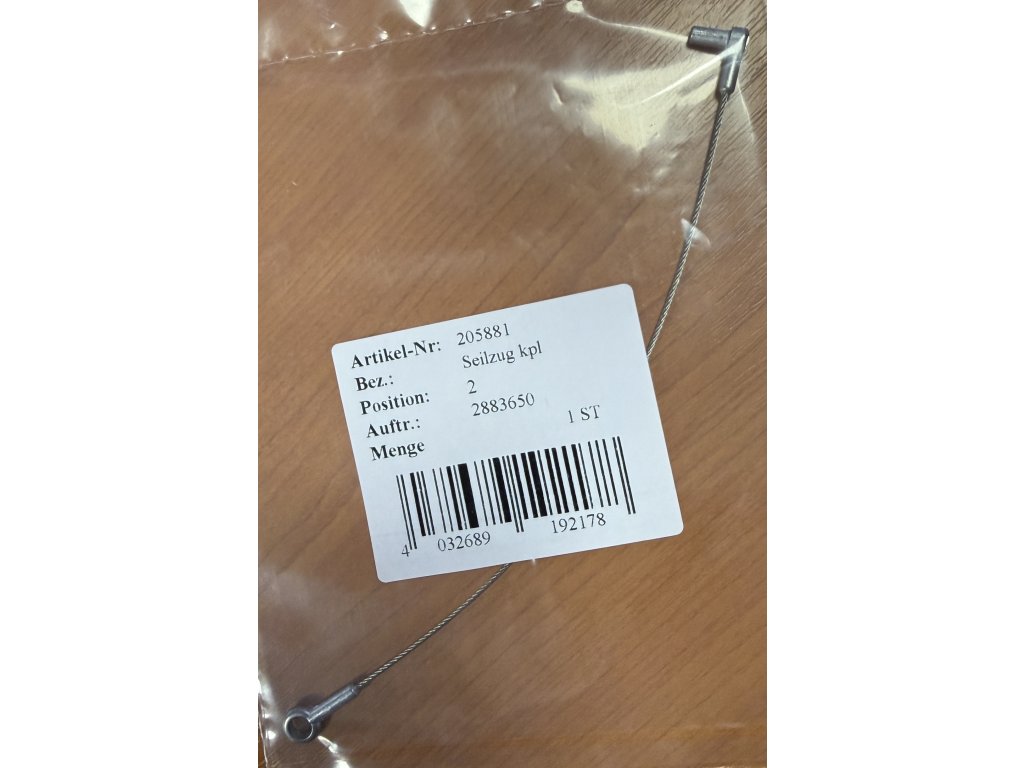 Artikel-Nr: 205881
Bez.: Seilzug kpl
Position: 2
Auftr.: 2883650
Menge 1 ST
4 032689 192178